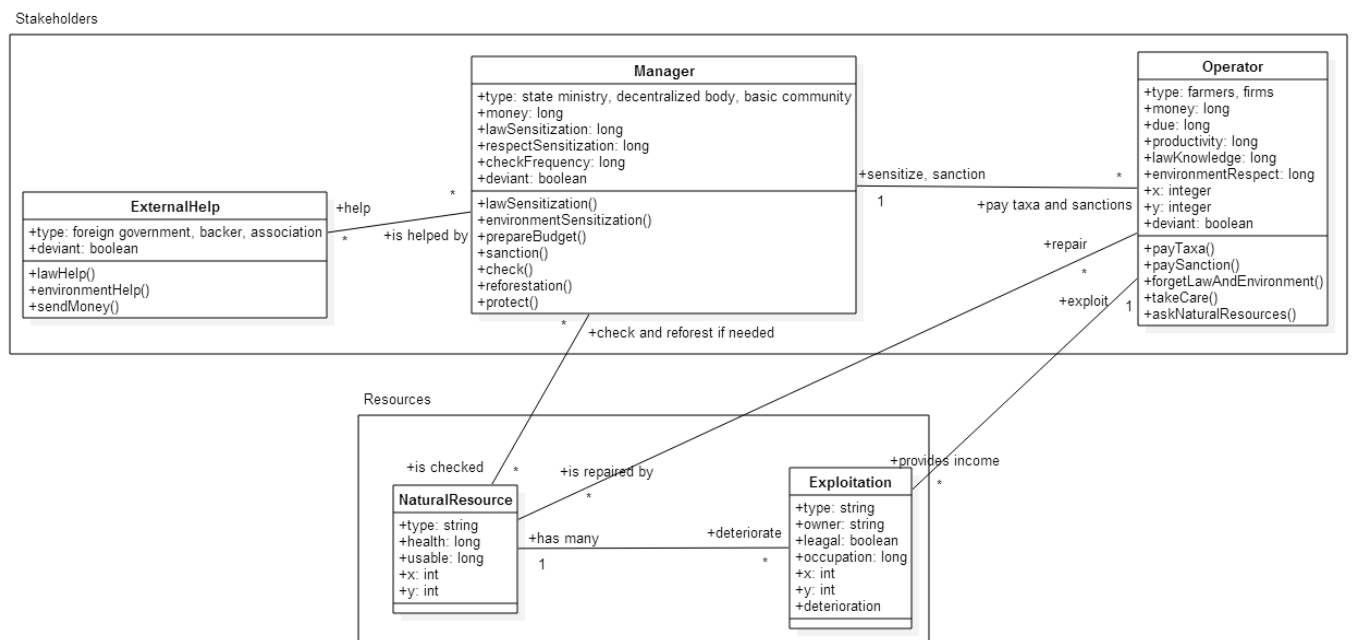 Stakeholders
Manager
+type: state ministry, decentralized body, basic community
+money: long
+lawSensitization: long
+respectSensitization: long
+checkFrequency: long
+deviant: boolean
+lawSensitization()
+environmentSensitization()
+prepareBudget()
+sanction()
+check()
+reforestation()
+protect()
Operator
+type: farmers, firms
+money: long
+due: long
+productivity: long
+lawKnowledge: long
+environmentRespect: long
+x: integer
+y: integer
+deviant: boolean
+payTaxa()
+paySanction()
+forgetLawAndEnvironment()
+takeCare()
+askNaturalResources()
ExternalHelp
+type: foreign government, backer, association
+deviant: boolean
+lawHelp()
+environmentHelp()
+sendMoney()
+help
*
+is helped by
*
+sensitize, sanction
1
*
+pay taxa and sanctions
+repair
*
+exploit
1
*
+check and reforest if needed
Resources
+is checked
*
+is repaired by
*
+provides income
*
NaturalResource
+type: string
+health: long
+usable: long
+x: int
+y: int
+has many
1
+deteriorate
*
Exploitation
+type: string
+owner: string
+leagal: boolean
+occupation: long
+x: int
+y: int
+deterioration